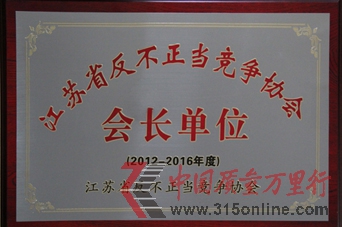 江苏省反不正当竞争协会
会长单位
(2012-2016年度)
江苏省反不正当竞争协会
中国质量万里行
www.315online.com